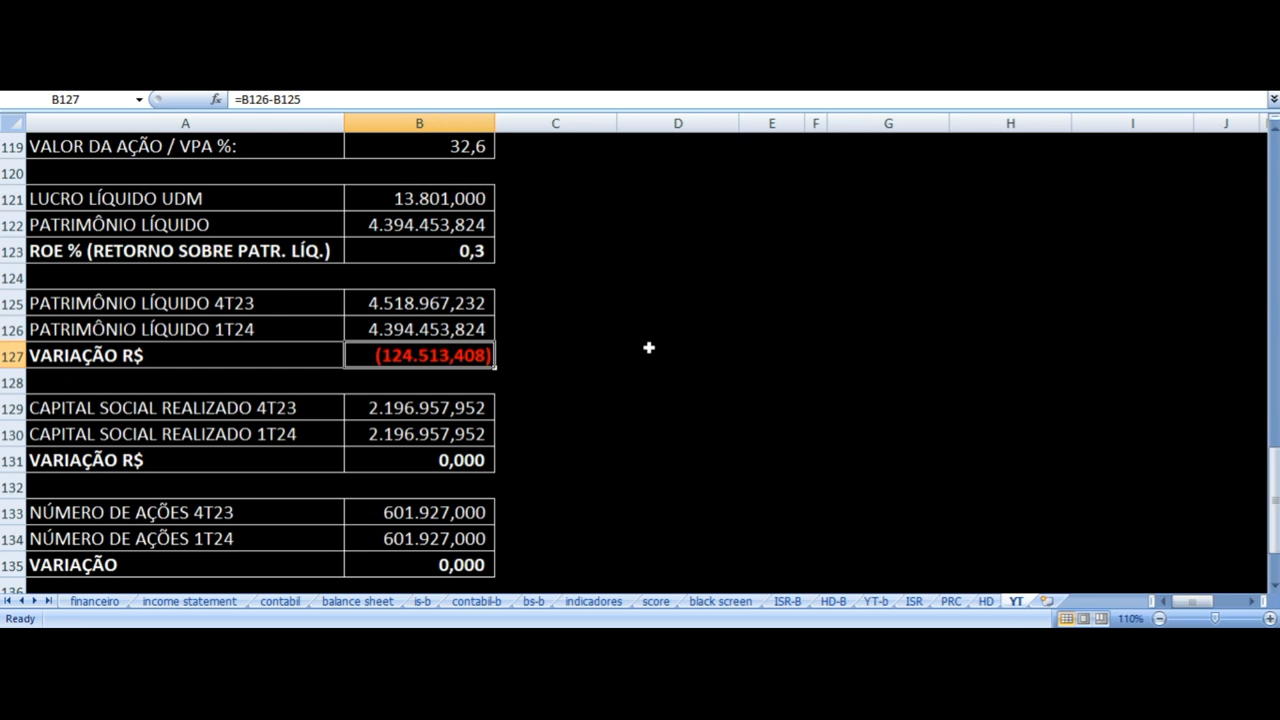 B127 fx =B126-B125
A B C D E F G H I J
119 VALOR DA AÇÃO / VPA %: 32,6
120
121 LUCRO LÍQUIDO UDM 13.801,000
122 PATRIMÔNIO LÍQUIDO 4.394.453,824
123 ROE % (RETORNO SOBRE PATR. LÍQ.) 0,3
124
125 PATRIMÔNIO LÍQUIDO 4T23 4.518.967,232
126 PATRIMÔNIO LÍQUIDO 1T24 4.394.453,824
127 VARIAÇÃO R$ (124.513,408)
128
129 CAPITAL SOCIAL REALIZADO 4T23 2.196.957,952
130 CAPITAL SOCIAL REALIZADO 1T24 2.196.957,952
131 VARIAÇÃO R$ 0,000
132
133 NÚMERO DE AÇÕES 4T23 601.927,000
134 NÚMERO DE AÇÕES 1T24 601.927,000
135 VARIAÇÃO 0,000
136
financeiro income statement contabil balance sheet is-b contabil-b bs-b indicadores score black screen ISR-B HD-B YT-b ISR PRC HD YT
Ready 110%